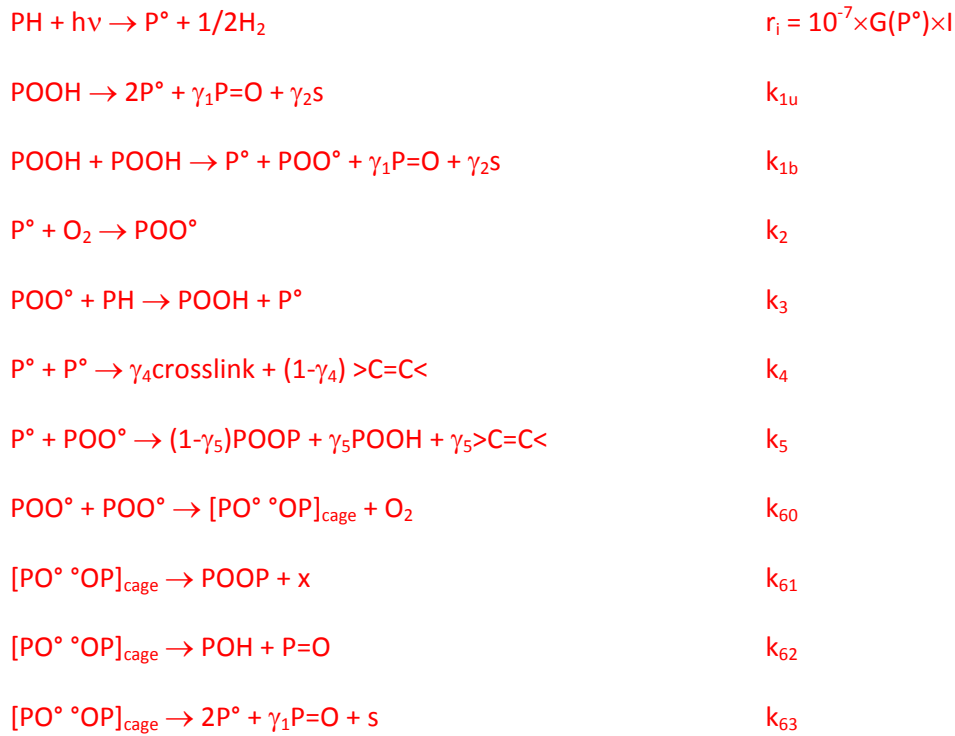 PH + hν → P° + 1/2H₂ rᵢ = 10⁻⁷×G(P°)×I
POOH → 2P° + γ₁P=O + γ₂s k₁ᵤ
POOH + POOH → P° + POO° + γ₁P=O + γ₂s k₁b
P° + O₂ → POO° k₂
POO° + PH → POOH + P° k₃
P° + P° → γ₄crosslink + (1-γ₄) >C=C< k₄
P° + POO° → (1-γ₅)POOP + γ₅POOH + γ₅>C=C< k₅
POO° + POO° → [PO° °OP]cage + O₂ k₆₀
[PO° °OP]cage → POOP + x k₆₁
[PO° °OP]cage → POH + P=O k₆₂
[PO° °OP]cage → 2P° + γ₁P=O + s k₆₃